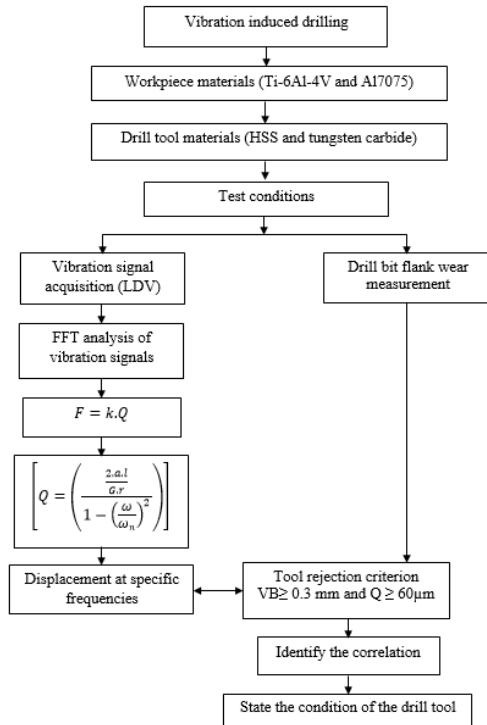 Vibration induced drilling
Workpiece materials (Ti-6Al-4V and Al7075)
Drill tool materials (HSS and tungsten carbide)
Test conditions
Vibration signal
acquisition (LDV)
Drill bit flank wear
measurement
FFT analysis of
vibration signals
F = k.Q
[Q = ((2.a.l / G.r) / (1 − (ω/ωₙ)²))]
Displacement at specific
frequencies
Tool rejection criterion
VB≥ 0.3 mm and Q ≥ 60µm
Identify the correlation
State the condition of the drill tool